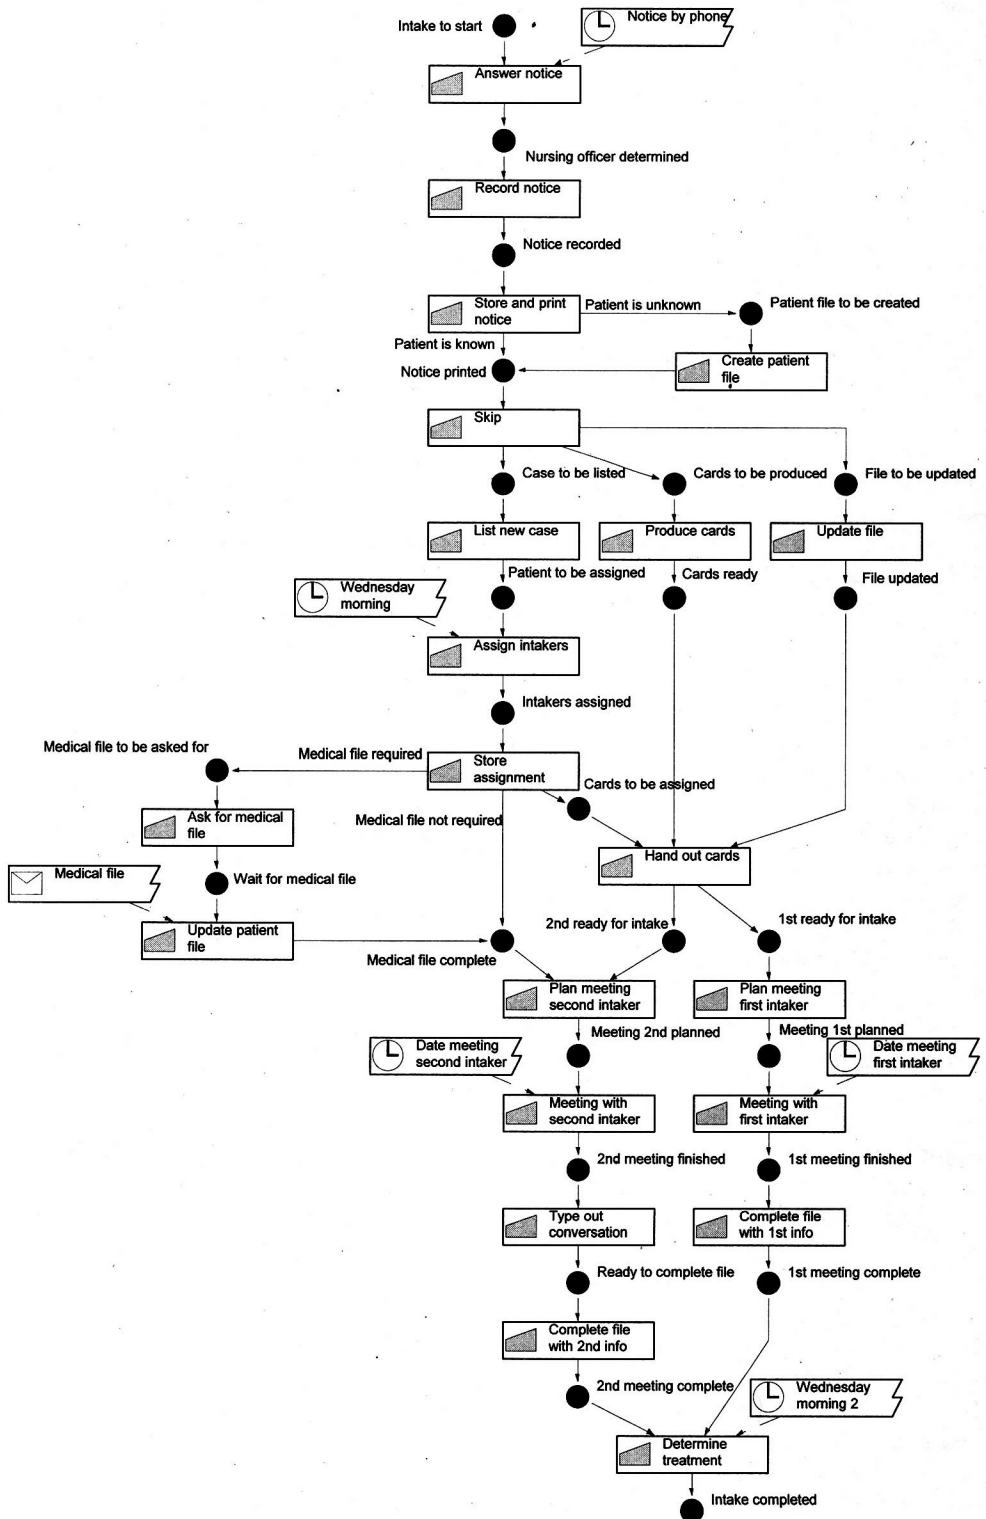 Intake to start
Notice by phone
Answer notice
Nursing officer determined
Record notice
Notice recorded
Store and print
notice
Patient is unknown
Patient file to be created
Patient is known
Notice printed
Create patient
file
Skip
Case to be listed
Cards to be produced
File to be updated
List new case
Produce cards
Update file
Patient to be assigned
Cards ready
File updated
Wednesday
morning
Assign intakers
Intakers assigned
Medical file to be asked for
Medical file required
Store
assignment
Cards to be assigned
Ask for medical
file
Medical file not required
Hand out cards
Medical file
Wait for medical file
Update patient
file
Medical file complete
2nd ready for intake
1st ready for intake
Plan meeting
second intaker
Plan meeting
first intaker
Meeting 2nd planned
Meeting 1st planned
Date meeting
second intaker
Date meeting
first intaker
Meeting with
second intaker
Meeting with
first intaker
2nd meeting finished
1st meeting finished
Type out
conversation
Complete file
with 1st info
Ready to complete file
1st meeting complete
Complete file
with 2nd info
2nd meeting complete
Wednesday
morning 2
Determine
treatment
Intake completed